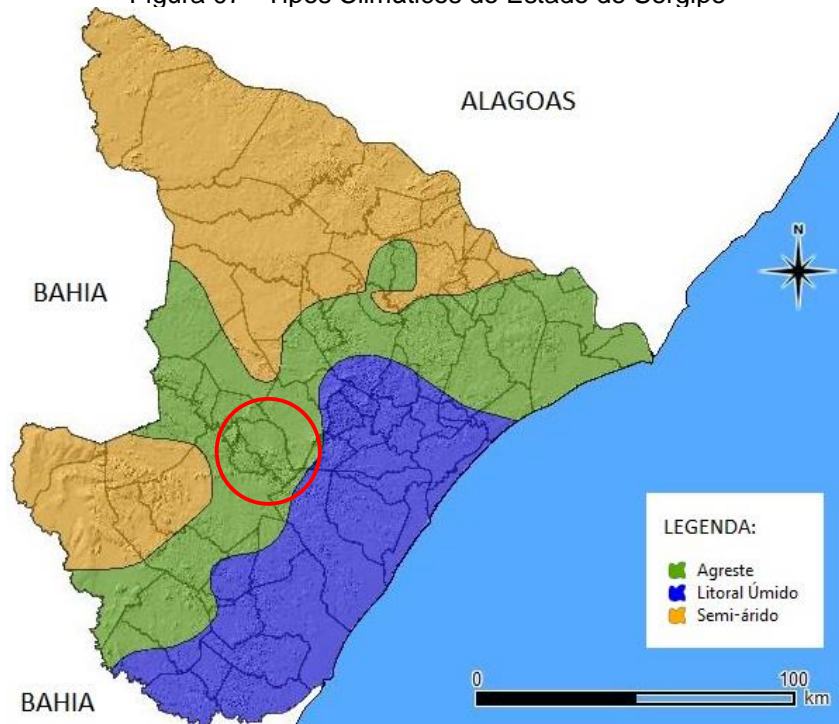 ALAGOAS
N
BAHIA
LEGENDA:
Agreste
Litoral Úmido
Semi-árido
BAHIA
0
100
km